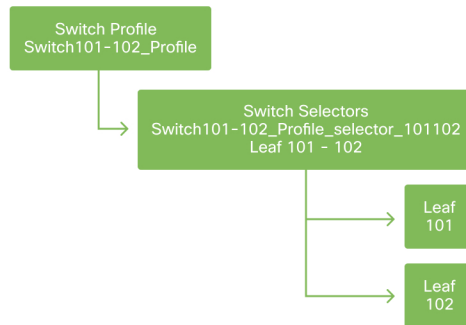 Switch Profile
Switch101-102_Profile
Switch Selectors
Switch101-102_Profile_selector_101102
Leaf 101 - 102
Leaf
101
Leaf
102